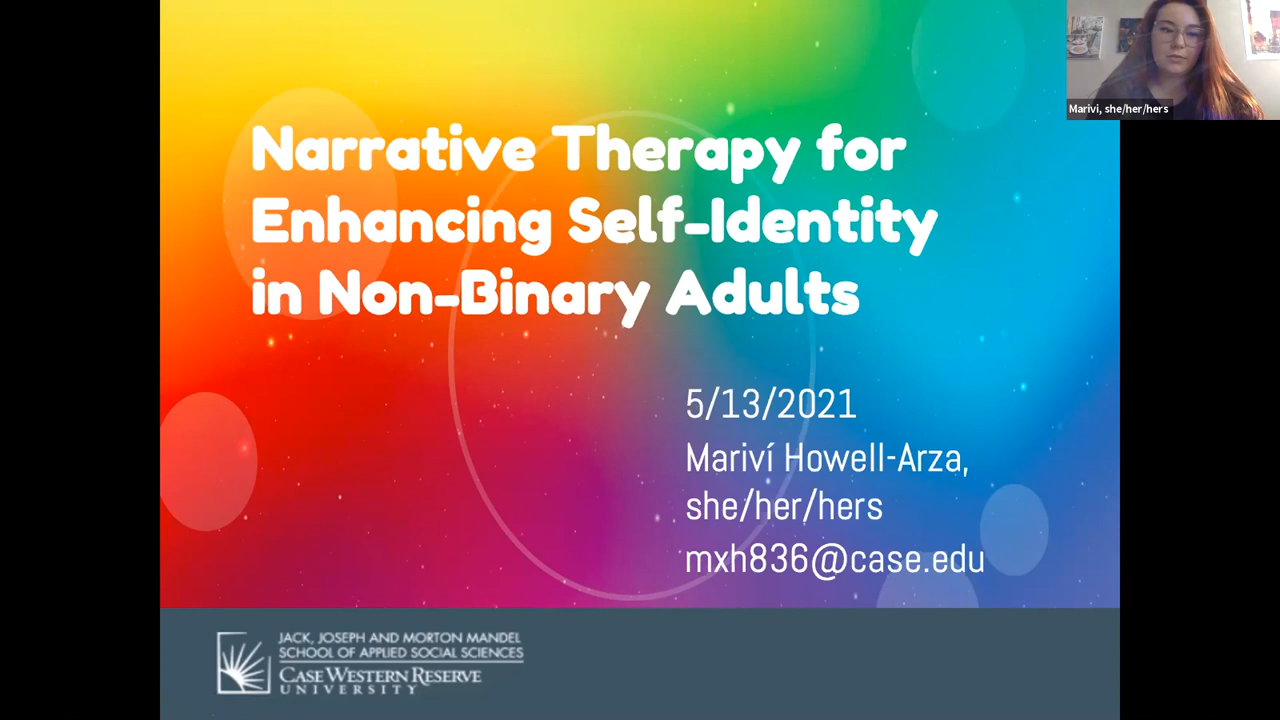 Narrative Therapy for
Enhancing Self-Identity
in Non-Binary Adults
5/13/2021
Mariví Howell-Arza,
she/her/hers
mxh836@case.edu
JACK, JOSEPH AND MORTON MANDEL
SCHOOL OF APPLIED SOCIAL SCIENCES
CASE WESTERN RESERVE
UNIVERSITY
Marivi, she/her/hers